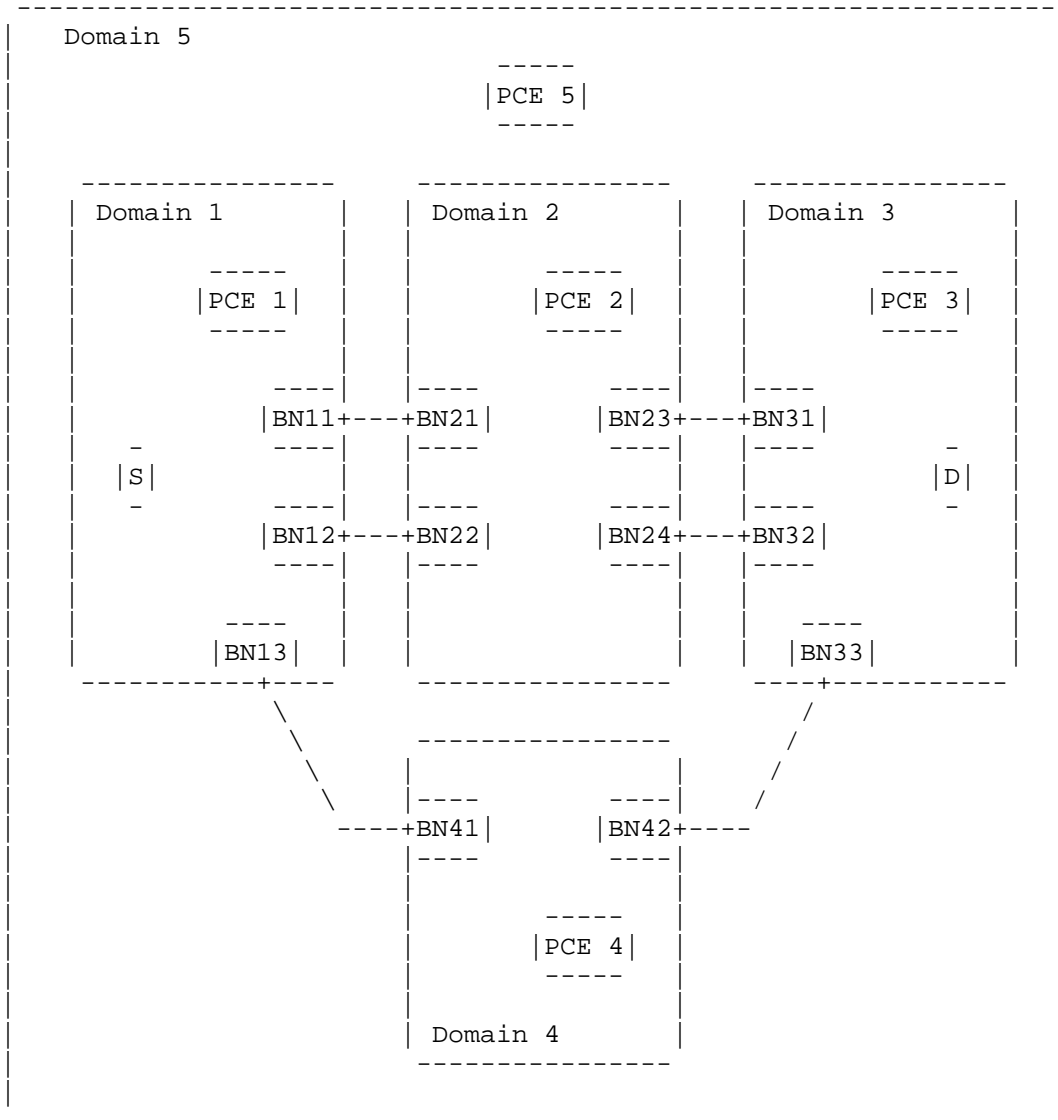 Domain 5
PCE 5
Domain 1 Domain 2 Domain 3
PCE 1 PCE 2 PCE 3
BN11 BN21 BN23 BN31
S D
BN12 BN22 BN24 BN32
BN13 BN33
BN41 BN42
PCE 4
Domain 4